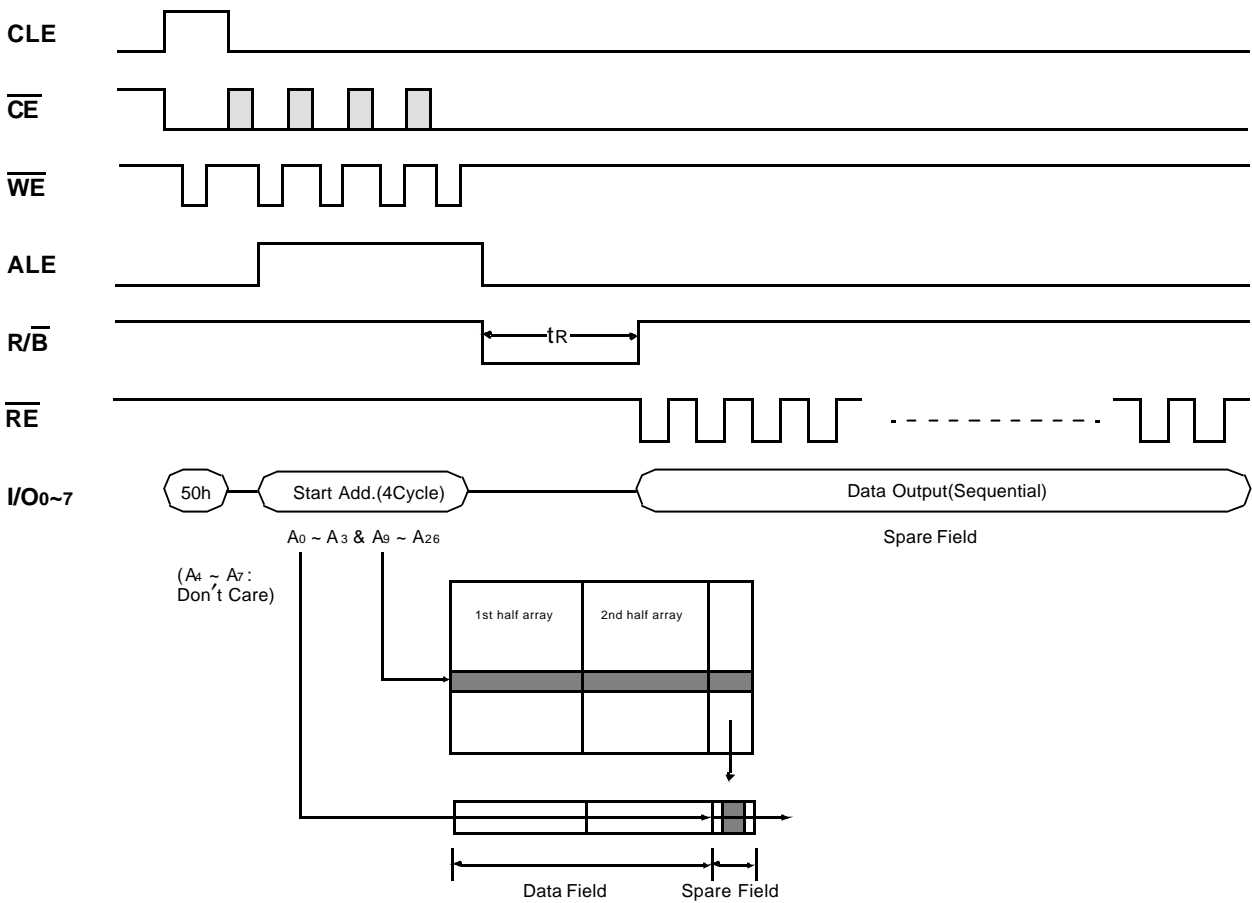 CLE
CE
WE
ALE
R/B
tR
RE
I/O0~7
50h
Start Add.(4Cycle)
Data Output(Sequential)
A0 ~ A3 & A9 ~ A26
Spare Field
(A4 ~ A7 :
Don't Care)
1st half array
2nd half array
Data Field
Spare Field